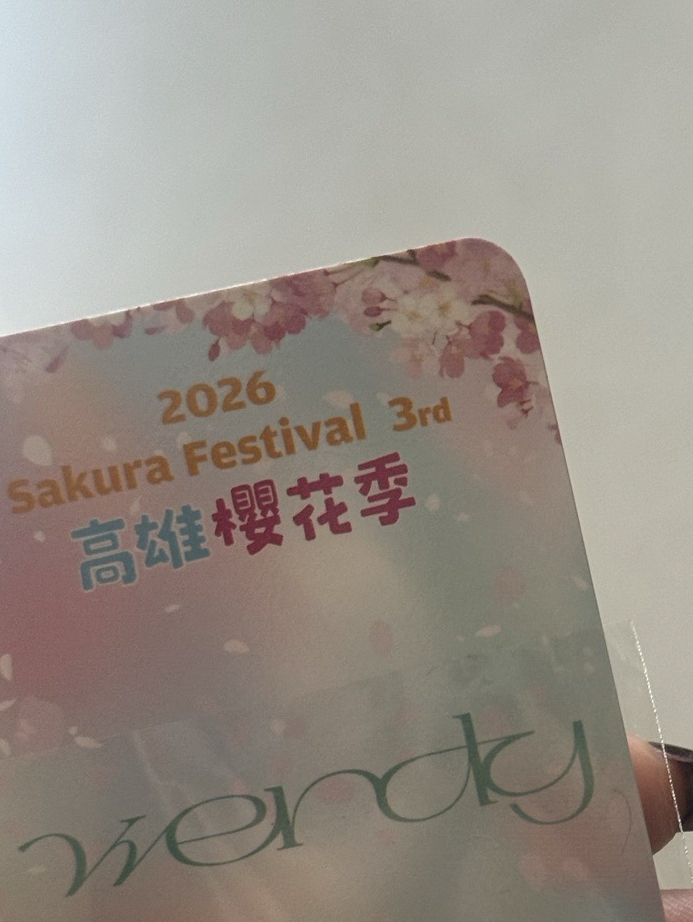 2026
Sakura Festival 3rd
高雄櫻花季
wendy